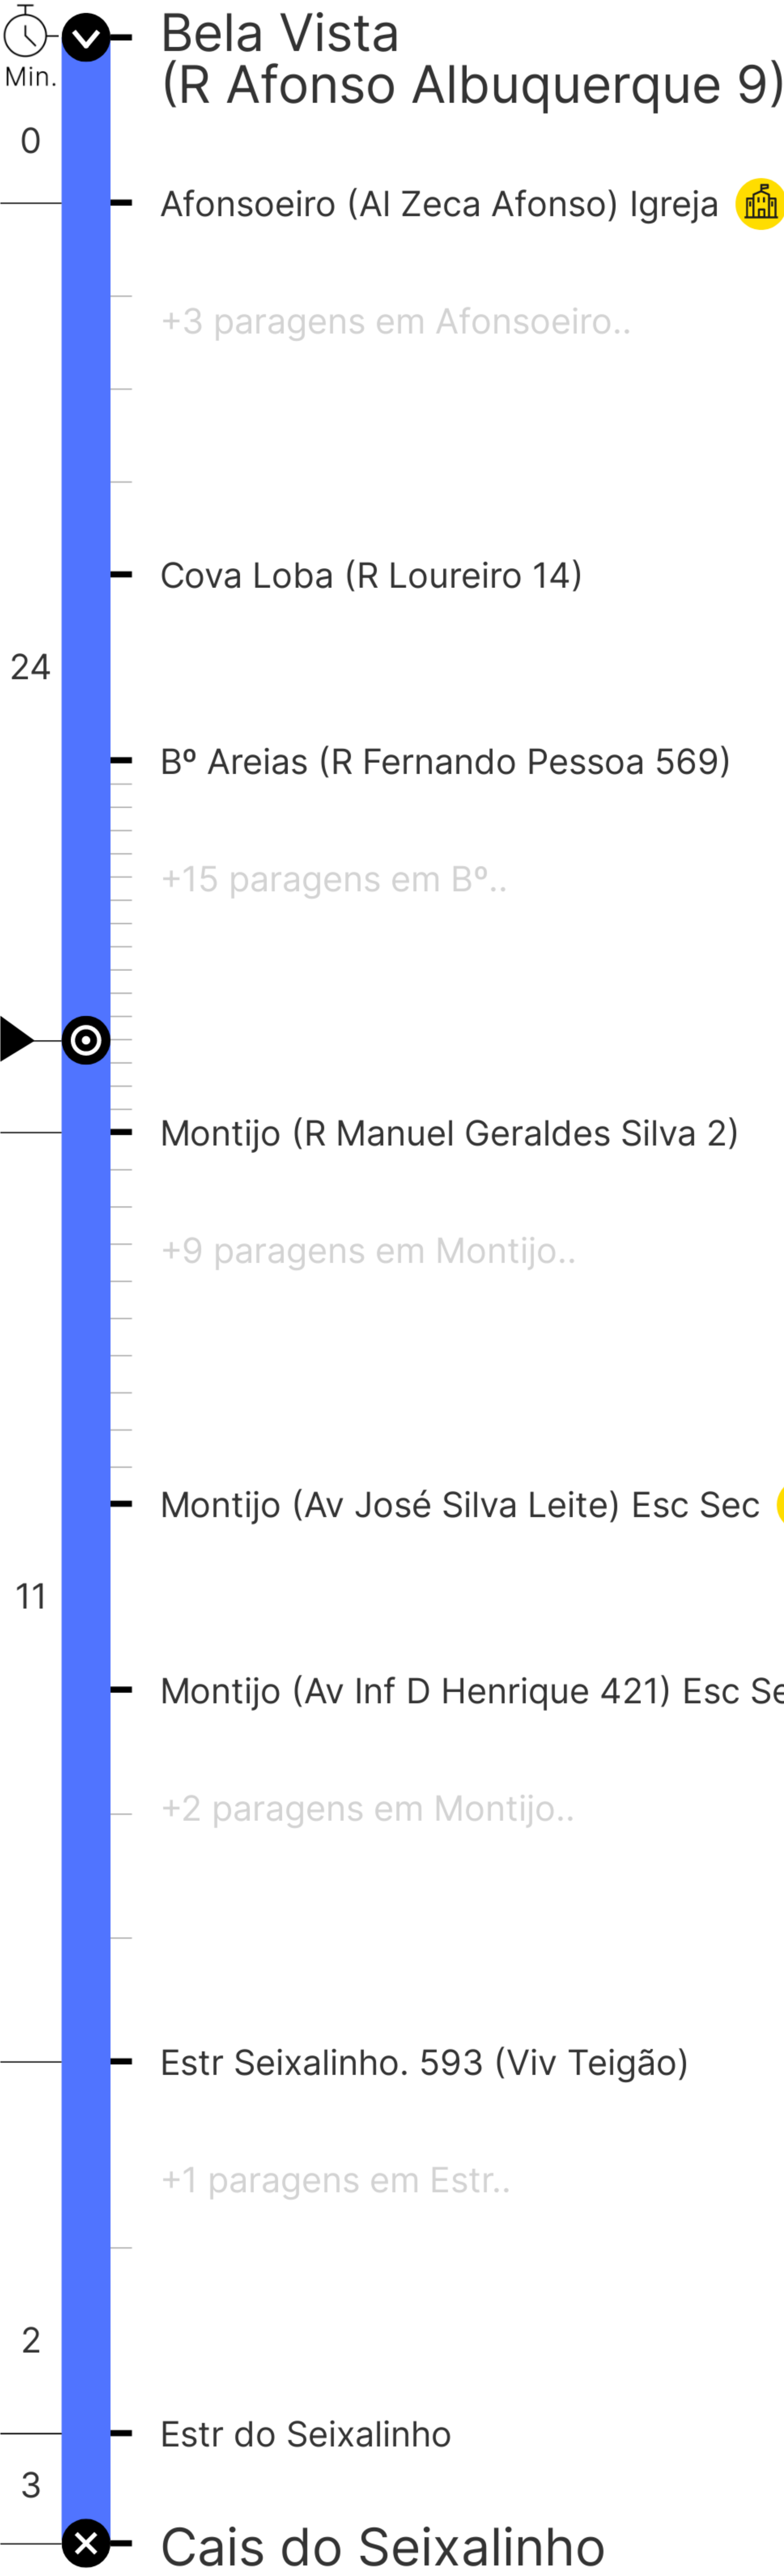 Min.
Bela Vista
(R Afonso Albuquerque 9)
0
Afonsoeiro (Al Zeca Afonso) Igreja
+3 paragens em Afonsoeiro..
Cova Loba (R Loureiro 14)
24
Bº Areias (R Fernando Pessoa 569)
+15 paragens em Bº..
Montijo (R Manuel Geraldes Silva 2)
+9 paragens em Montijo..
Montijo (Av José Silva Leite) Esc Sec
11
Montijo (Av Inf D Henrique 421) Esc Se
+2 paragens em Montijo..
Estr Seixalinho. 593 (Viv Teigão)
+1 paragens em Estr..
2
Estr do Seixalinho
3
Cais do Seixalinho